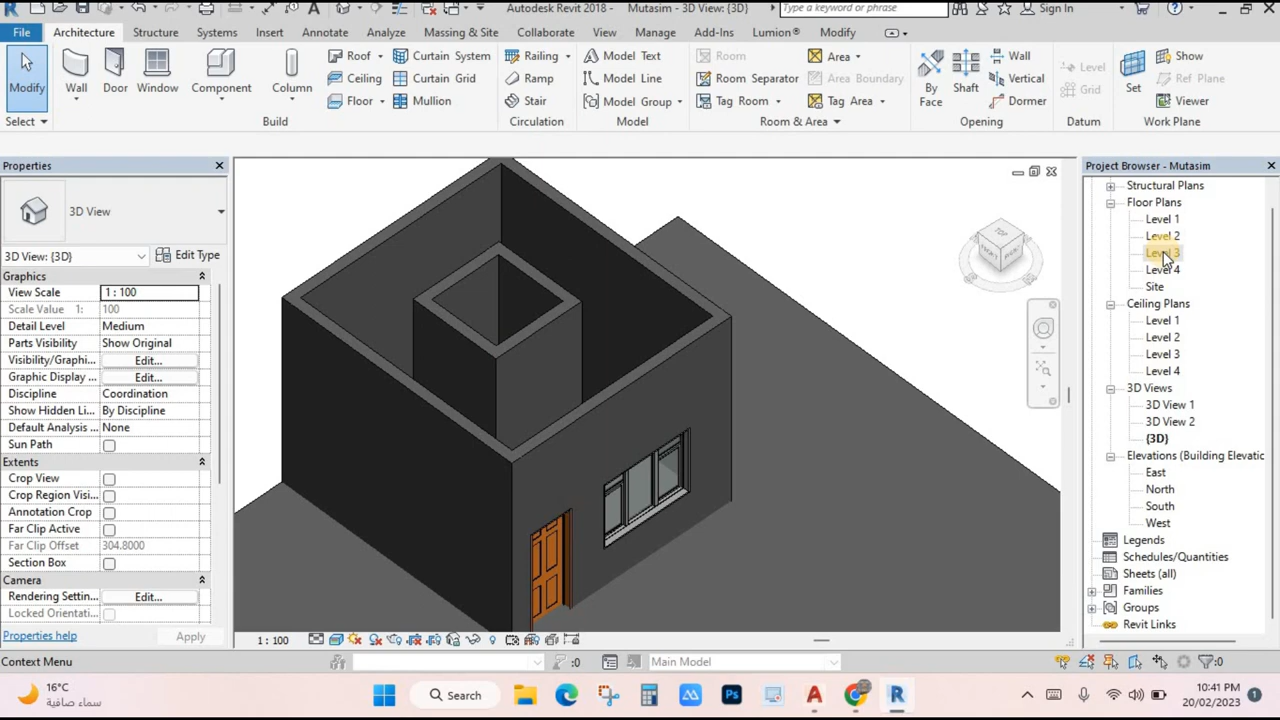 Autodesk Revit 2018 - Mutasim - 3D View: {3D}
Type a keyword or phrase
Sign In
File Architecture Structure Systems Insert Annotate Analyze Massing & Site Collaborate View Manage Add-Ins Lumion® Modify
Modify Wall Door Window Component Column
Roof Curtain System
Ceiling Curtain Grid
Floor Mullion
Railing
Ramp
Stair
Model Text
Model Line
Model Group
Room Area
Room Separator Area Boundary
Tag Room Tag Area
By Face
Shaft
Wall
Vertical
Dormer
Level
Grid
Set
Show
Ref Plane
Viewer
Select Build Circulation Model Room & Area Opening Datum Work Plane
Properties
3D View
3D View: {3D} Edit Type
Graphics
View Scale 1 : 100
Scale Value 1: 100
Detail Level Medium
Parts Visibility Show Original
Visibility/Graphi... Edit...
Graphic Display ... Edit...
Discipline Coordination
Show Hidden Li... By Discipline
Default Analysis ... None
Sun Path
Extents
Crop View
Crop Region Visi...
Annotation Crop
Far Clip Active
Far Clip Offset 304.8000
Section Box
Camera
Rendering Settin... Edit...
Locked Orientati...
Properties help Apply
TOP
Project Browser - Mutasim
Structural Plans
Floor Plans
Level 1
Level 2
Level 3
Level 4
Site
Ceiling Plans
Level 1
Level 2
Level 3
Level 4
3D Views
3D View 1
3D View 2
{3D}
Elevations (Building Elevatic
East
North
South
West
Legends
Schedules/Quantities
Sheets (all)
Families
Groups
Revit Links
1 : 100
Context Menu :0 Main Model :0
16°C
سماء صافية
Search
Ps
10:41 PM
20/02/2023